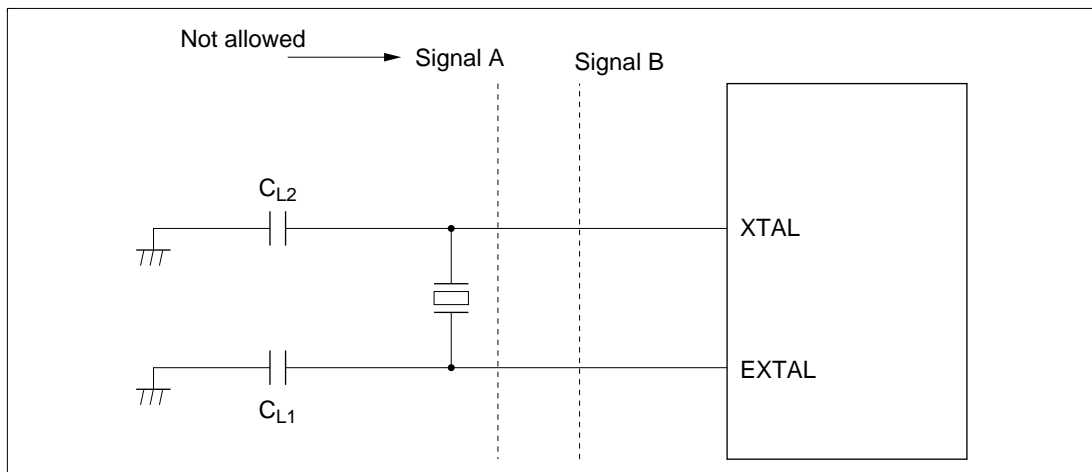 Not allowed
Signal A
Signal B
CL2
XTAL
EXTAL
CL1